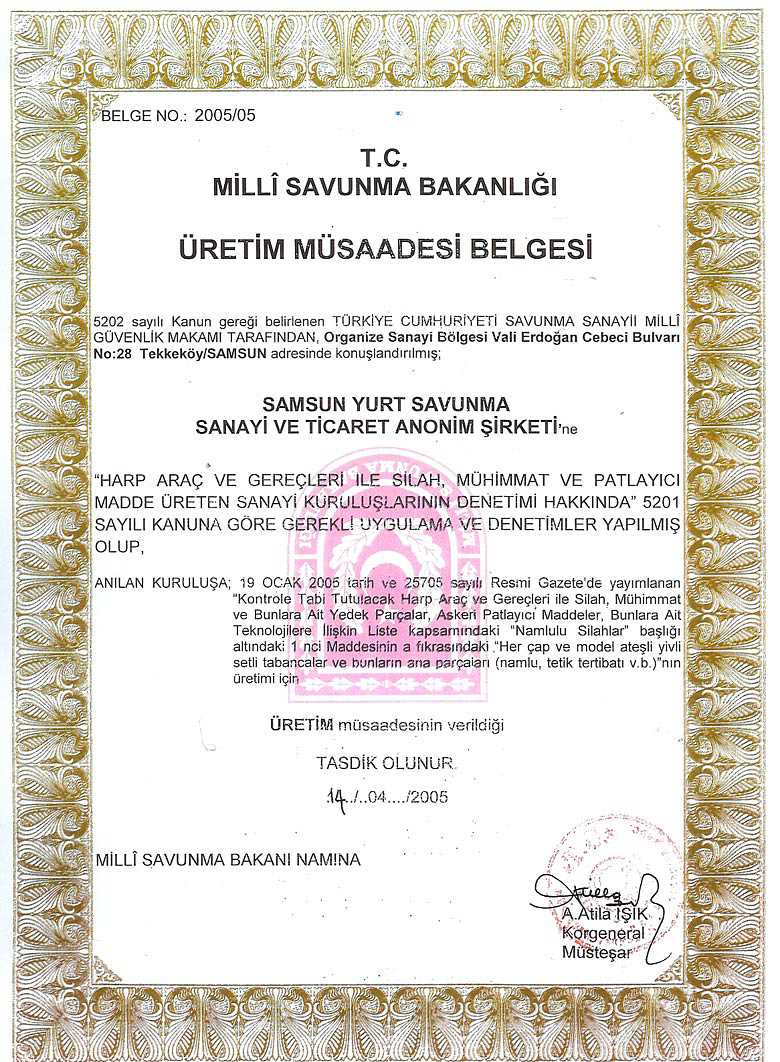 BELGE NO.: 2005/05
T.C.
MİLLÎ SAVUNMA BAKANLIĞI
ÜRETİM MÜSAADESİ BELGESİ
5202 sayılı Kanun gereği belirlenen TÜRKİYE CUMHURİYETİ SAVUNMA SANAYİİ MİLLÎ
GÜVENLİK MAKAMI TARAFINDAN, Organize Sanayi Bölgesi Vali Erdoğan Cebeci Bulvarı
No:28 Tekkeköy/SAMSUN adresinde konuşlandırılmış;
SAMSUN YURT SAVUNMA
SANAYİ VE TİCARET ANONİM ŞİRKETİ'ne
"HARP ARAÇ VE GEREÇLERİ İLE SİLAH, MÜHİMMAT VE PATLAYICI
MADDE ÜRETEN SANAYİ KURULUŞLARININ DENETİMİ HAKKINDA" 5201
SAYILI KANUNA GÖRE GEREKLİ UYGULAMA VE DENETİMLER YAPILMIŞ
OLUP,
ANILAN KURULUŞA; 19 OCAK 2005 tarih ve 25705 sayılı Resmi Gazete'de yayımlanan
"Kontrole Tabi Tutulacak Harp Araç ve Gereçleri ile Silah, Mühimmat
ve Bunlara Ait Yedek Parçalar, Askeri Patlayıcı Maddeler, Bunlara Ait
Teknolojilere İlişkin Liste kapsamındaki "Namlulu Silahlar" başlığı
altındaki 1 nci Maddesinin a fıkrasındaki "Her çap ve model ateşli yivli
setli tabancalar ve bunların ana parçaları (namlu, tetik tertibatı v.b.)"nın
üretimi için
ÜRETİM müsaadesinin verildiği
TASDİK OLUNUR
14../..04..../2005
MİLLÎ SAVUNMA BAKANI NAMINA
A.Atila IŞIK
Korgeneral
Müsteşar